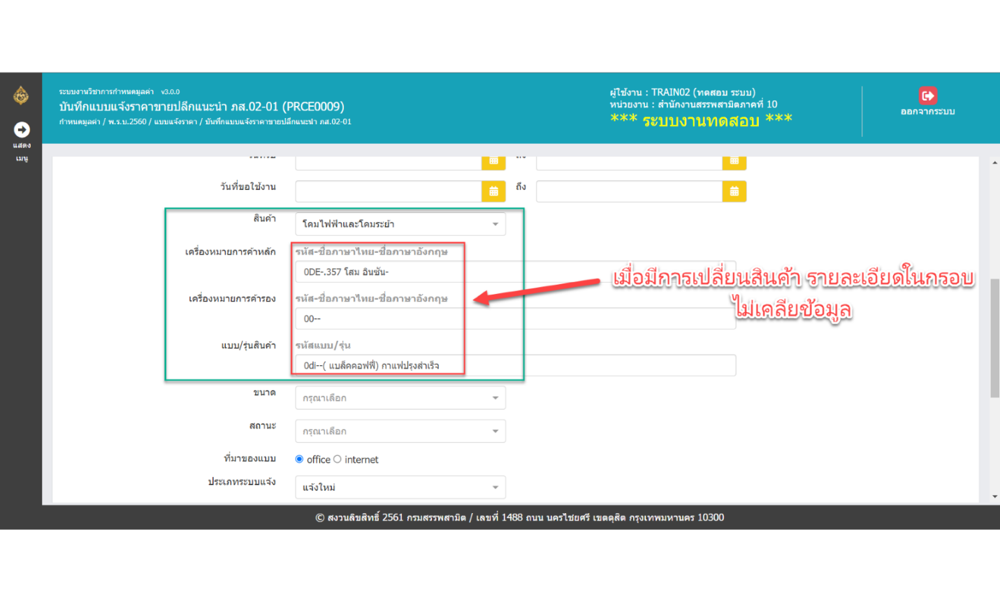 ระบบงานวิชาการกำหนดมูลค่า v3.0.0
บันทึกแบบแจ้งราคาขายปลีกแนะนำ ภส.02-01 (PRCE0009)
กำหนดมูลค่า / พ.ร.บ.2560 / แบบแจ้งราคา / บันทึกแบบแจ้งราคาขายปลีกแนะนำ ภส.02-01
ผู้ใช้งาน : TRAIN02 (ทดสอบ ระบบ)
หน่วยงาน : สำนักงานสรรพสามิตภาคที่ 10
*** ระบบงานทดสอบ ***
ออกจากระบบ
แสดง
เมนู
วันที่ขอใช้งาน
ถึง
สินค้า
โคมไฟฟ้าและโคมระย้า
เครื่องหมายการค้าหลัก
รหัส-ชื่อภาษาไทย-ชื่อภาษาอังกฤษ
0DE-.357 โสม อินซัน-
เครื่องหมายการค้ารอง
รหัส-ชื่อภาษาไทย-ชื่อภาษาอังกฤษ
00--
แบบ/รุ่นสินค้า
รหัสแบบ/รุ่น
0dI--( แบล็คคอฟฟี่) กาแฟปรุงสำเร็จ
เมื่อมีการเปลี่ยนสินค้า รายละเอียดในกรอบ
ไม่เคลียข้อมูล
ขนาด
กรุณาเลือก
สถานะ
กรุณาเลือก
ที่มาของแบบ
office internet
ประเภทระบบแจ้ง
แจ้งใหม่
© สงวนลิขสิทธิ์ 2561 กรมสรรพสามิต / เลขที่ 1488 ถนน นครไชยศรี เขตดุสิต กรุงเทพมหานคร 10300